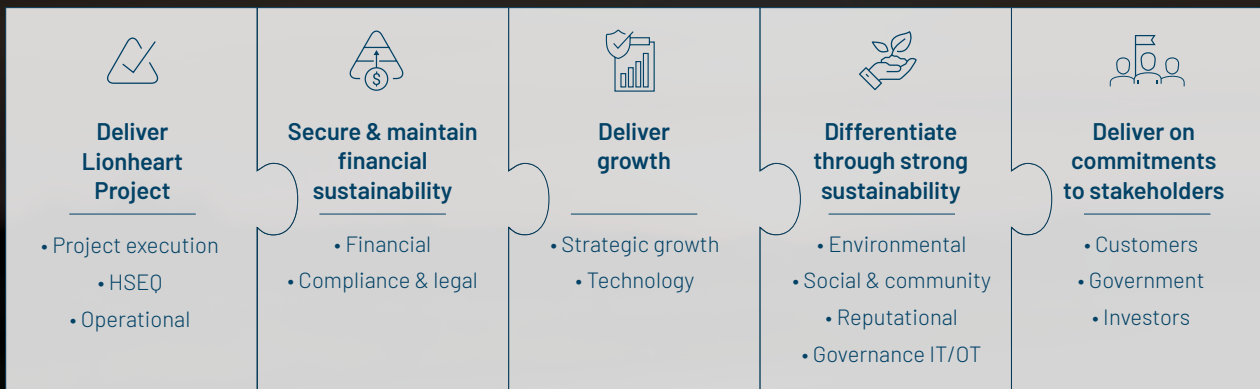 Deliver
Lionheart
Project
• Project execution
• HSEQ
• Operational
Secure & maintain
financial
sustainability
• Financial
• Compliance & legal
$
Deliver
growth
• Strategic growth
• Technology
Differentiate
through strong
sustainability
• Environmental
• Social & community
• Reputational
• Governance IT/OT
Deliver on
commitments
to stakeholders
• Customers
• Government
• Investors